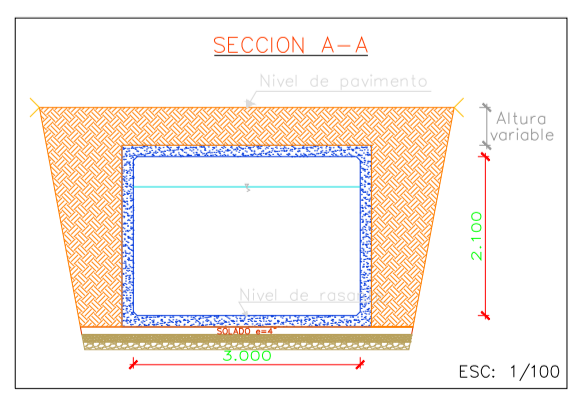 SECCION A-A
Nivel de pavimento
Altura
variable
2.100
Nivel de rasante
SOLADO e=4"
3.000
ESC: 1/100